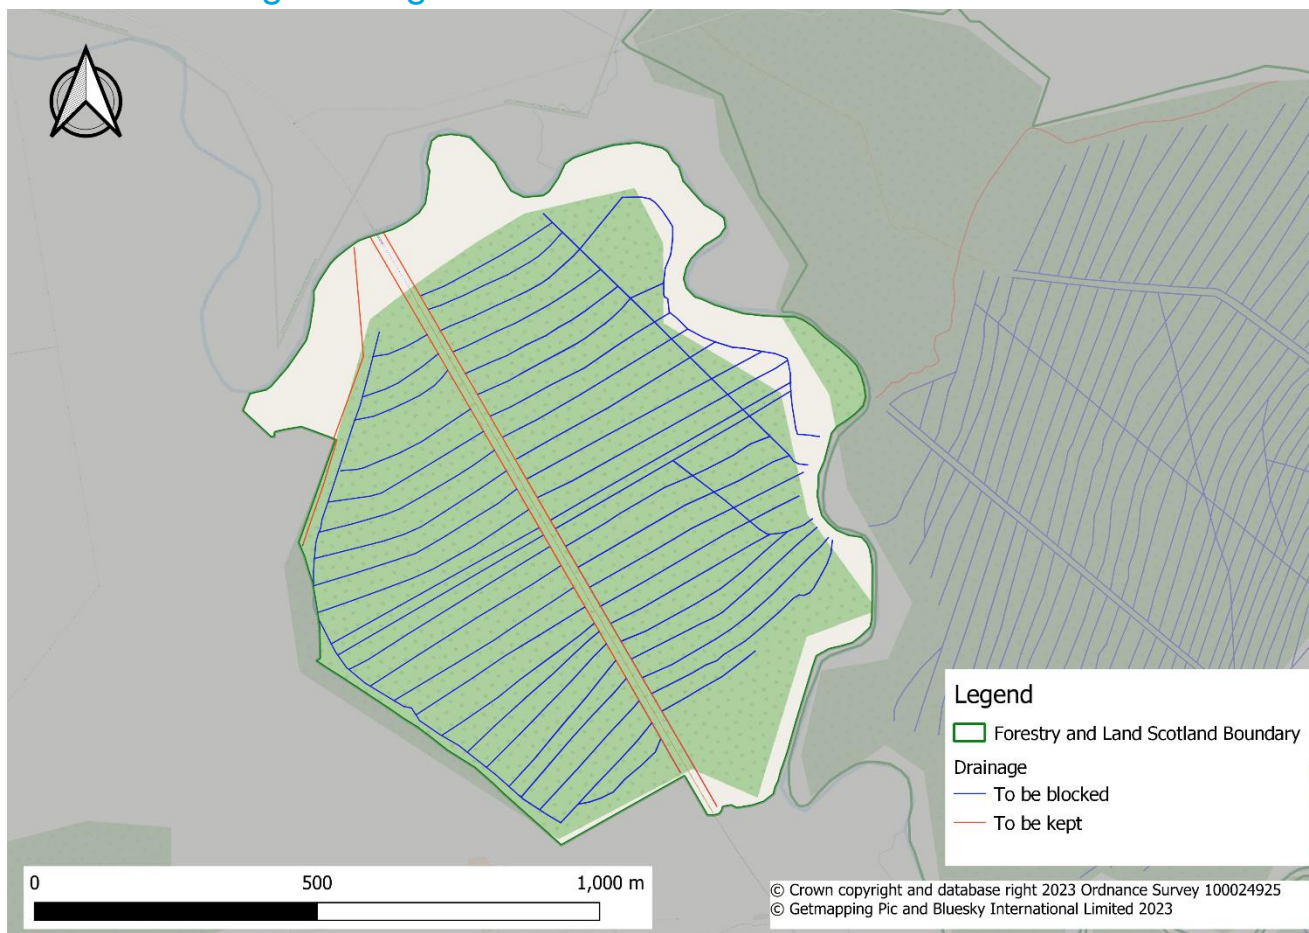 Legend
Forestry and Land Scotland Boundary
Drainage
To be blocked
To be kept
0 500 1,000 m
© Crown copyright and database right 2023 Ordnance Survey 100024925
© Getmapping Pic and Bluesky International Limited 2023